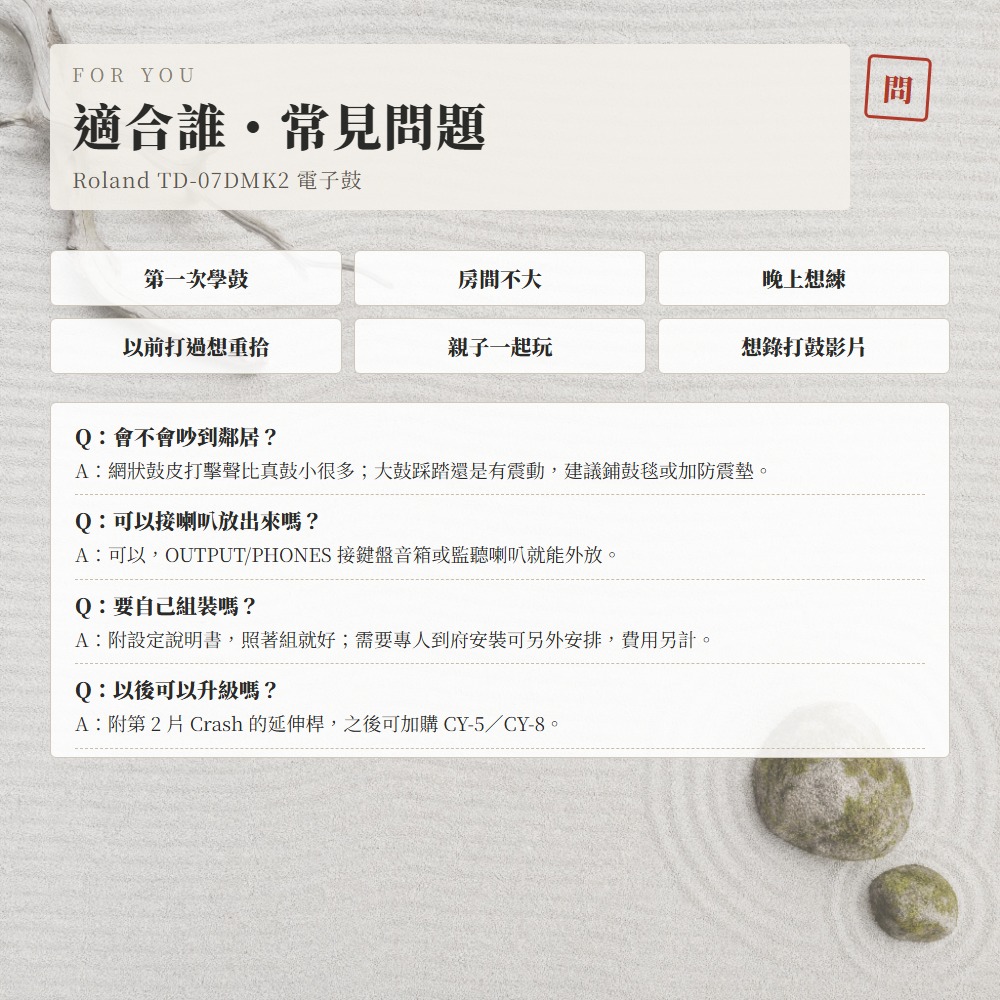 FOR YOU
適合誰・常見問題
Roland TD-07DMK2 電子鼓
問
第一次學鼓
房間不大
晚上想練
以前打過想重拾
親子一起玩
想錄打鼓影片
Q：會不會吵到鄰居？
A：網狀鼓皮打擊聲比真鼓小很多；大鼓踩踏還是有震動，建議鋪鼓毯或加防震墊。
Q：可以接喇叭放出來嗎？
A：可以，OUTPUT/PHONES 接鍵盤音箱或監聽喇叭就能外放。
Q：要自己組裝嗎？
A：附設定說明書，照著組就好；需要專人到府安裝可另外安排，費用另計。
Q：以後可以升級嗎？
A：附第 2 片 Crash 的延伸桿，之後可加購 CY-5／CY-8。